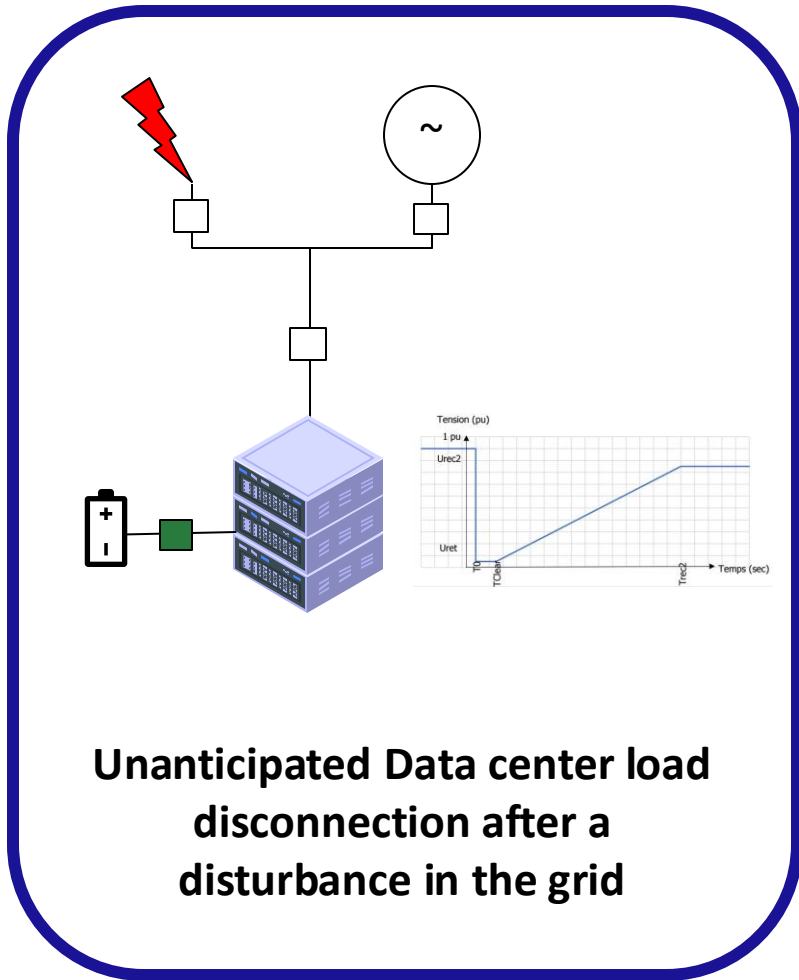 ~
+
–
Tension (pu)
1 pu
Urec2
Uret
T0
TClear
Trec2
Temps (sec)
Unanticipated Data center load
disconnection after a
disturbance in the grid